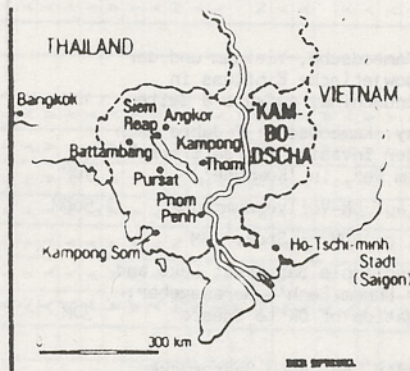 THAILAND
VIETNAM
Bangkok
Siem
Reap
Angkor
KAM-
BO-
DSCHA
Kampong
Thom
Battambang
Pursat
Pnom
Penh
Kampong Som
Ho-Tschi-minh
Stadt
(Saigon)
300 km
DER SPIEGEL